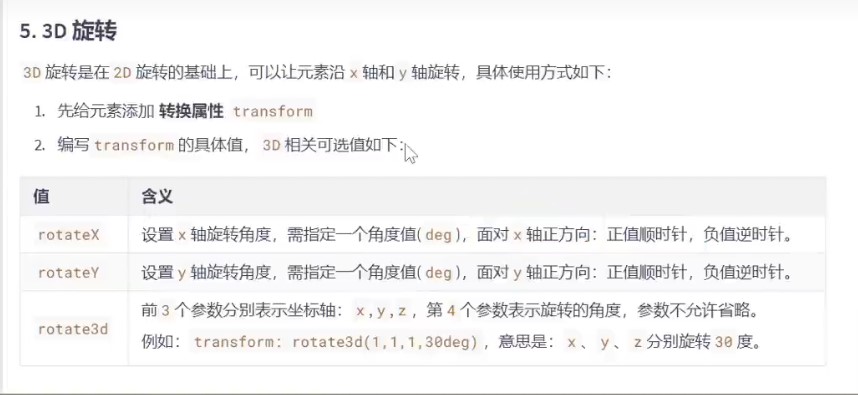 5. 3D 旋转
3D 旋转是在 2D 旋转的基础上，可以让元素沿 x 轴和 y 轴旋转，具体使用方式如下：
1. 先给元素添加 转换属性 transform
2. 编写 transform 的具体值， 3D 相关可选值如下：
值 含义
rotateX 设置 x 轴旋转角度，需指定一个角度值( deg )，面对 x 轴正方向：正值顺时针，负值逆时针。
rotateY 设置 y 轴旋转角度，需指定一个角度值( deg )，面对 y 轴正方向：正值顺时针，负值逆时针。
rotate3d 前 3 个参数分别表示坐标轴： x,y,z ，第 4 个参数表示旋转的角度，参数不允许省略。
例如： transform: rotate3d(1,1,1,30deg) ，意思是： x 、 y 、 z 分别旋转 30 度。